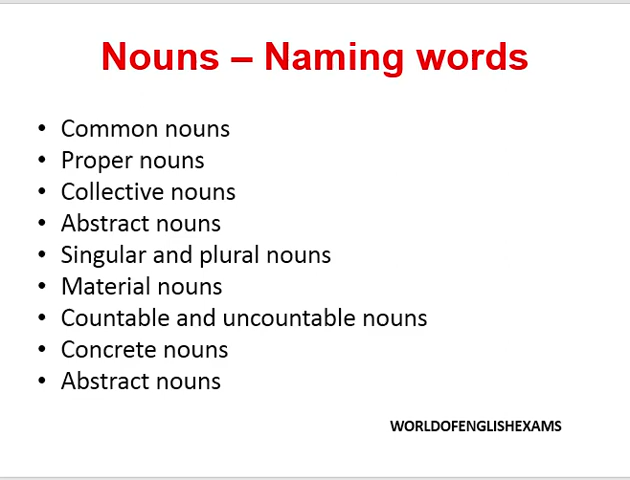 Nouns – Naming words
• Common nouns
• Proper nouns
• Collective nouns
• Abstract nouns
• Singular and plural nouns
• Material nouns
• Countable and uncountable nouns
• Concrete nouns
• Abstract nouns
WORLDOFENGLISHEXAMS